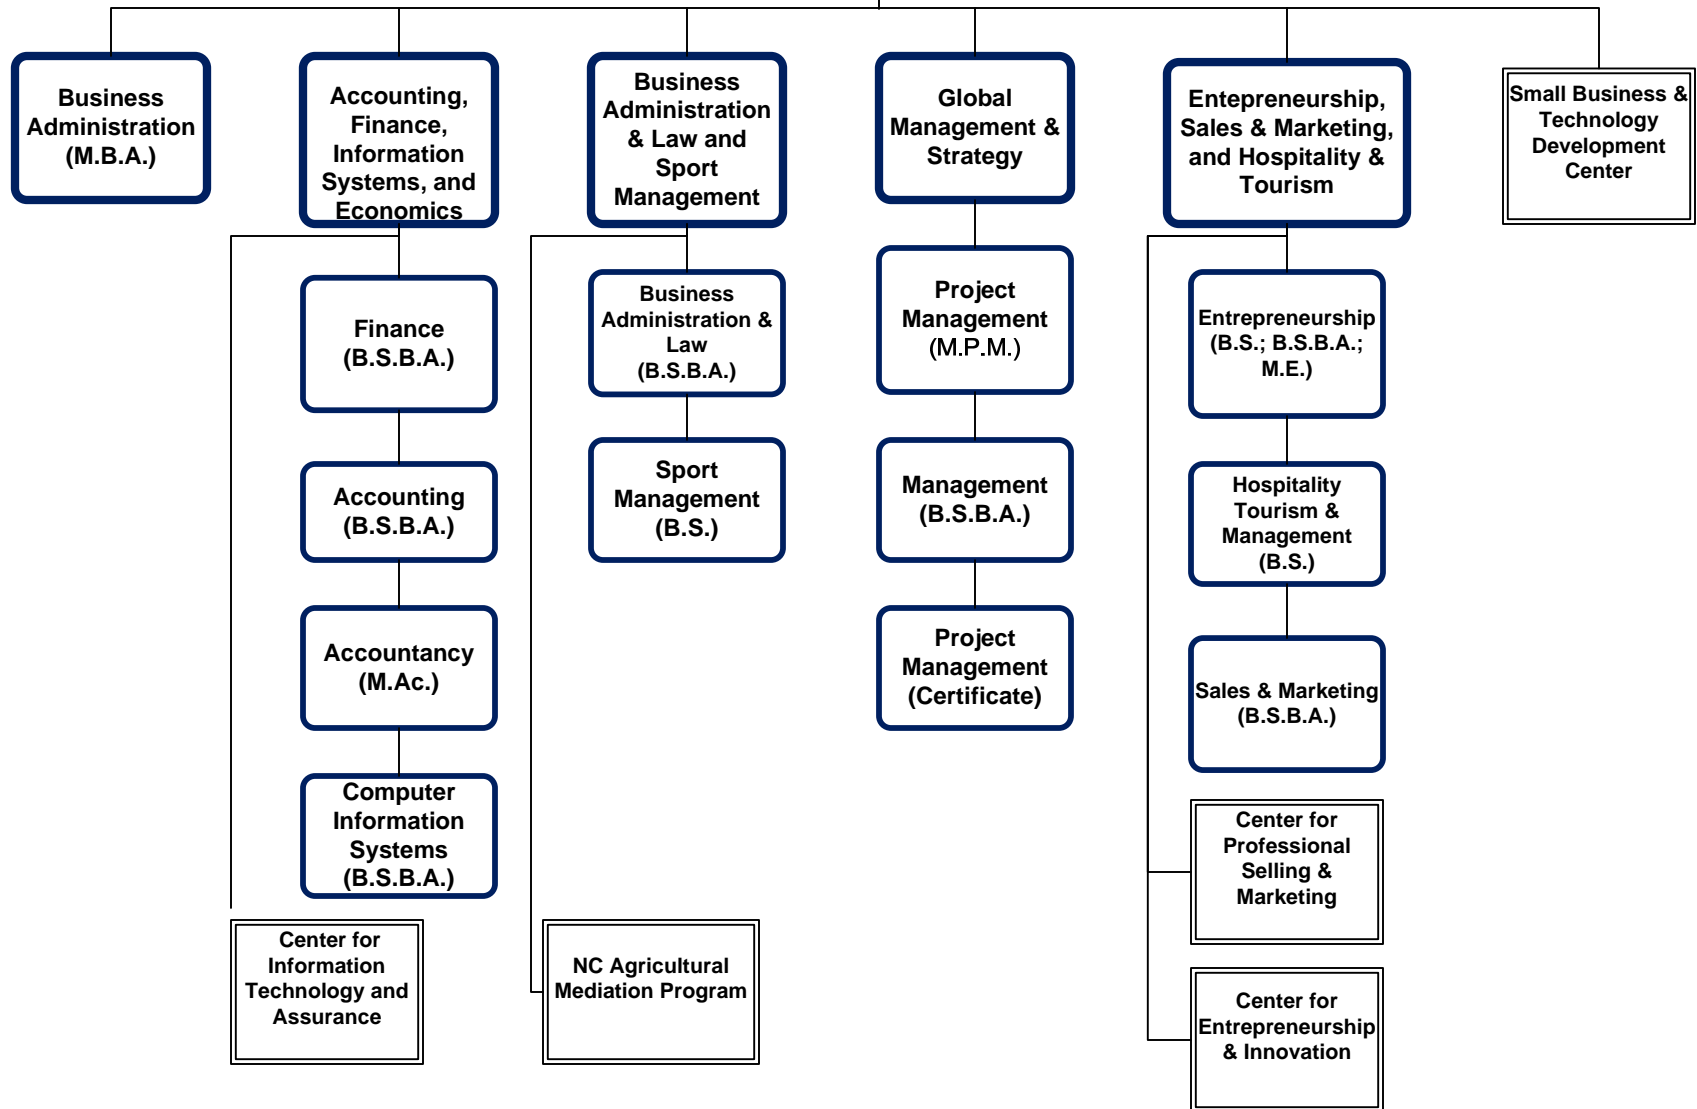 Business
Administration
(M.B.A.)
Accounting,
Finance,
Information
Systems, and
Economics
Business
Administration
& Law and
Sport
Management
Global
Management &
Strategy
Entepreneurship,
Sales & Marketing,
and Hospitality &
Tourism
Small Business &
Technology
Development
Center
Finance
(B.S.B.A.)
Accounting
(B.S.B.A.)
Accountancy
(M.Ac.)
Computer
Information
Systems
(B.S.B.A.)
Center for
Information
Technology and
Assurance
Business
Administration &
Law
(B.S.B.A.)
Sport
Management
(B.S.)
NC Agricultural
Mediation Program
Project
Management
(M.P.M.)
Management
(B.S.B.A.)
Project
Management
(Certificate)
Entrepreneurship
(B.S.; B.S.B.A.;
M.E.)
Hospitality
Tourism &
Management
(B.S.)
Sales & Marketing
(B.S.B.A.)
Center for
Professional
Selling &
Marketing
Center for
Entrepreneurship
& Innovation